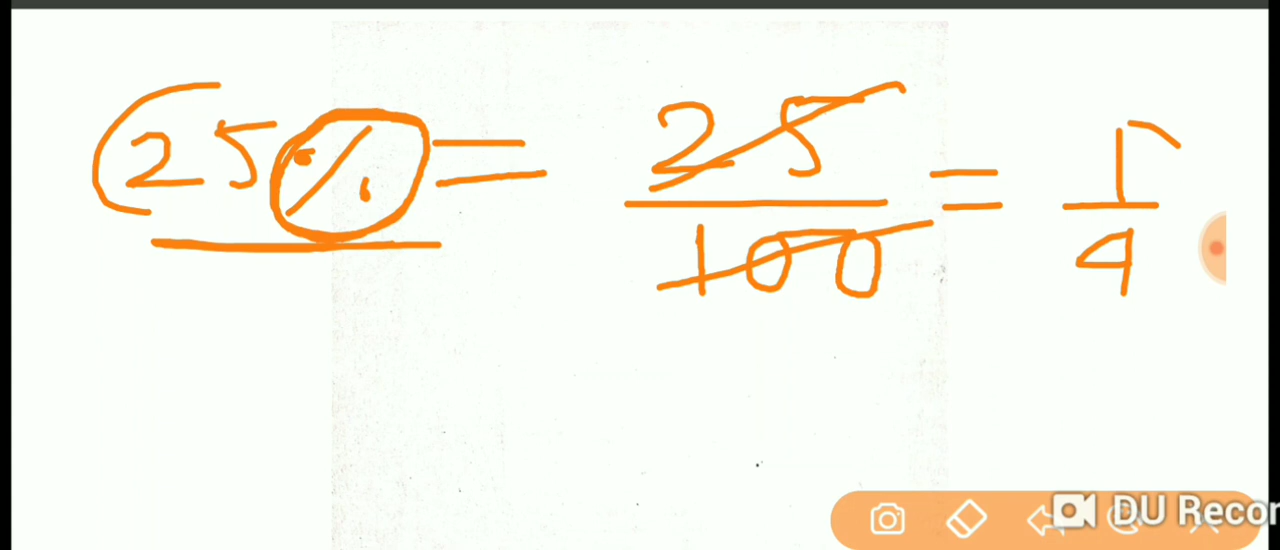 (25% = 25/100 = 1/4
DU Recor